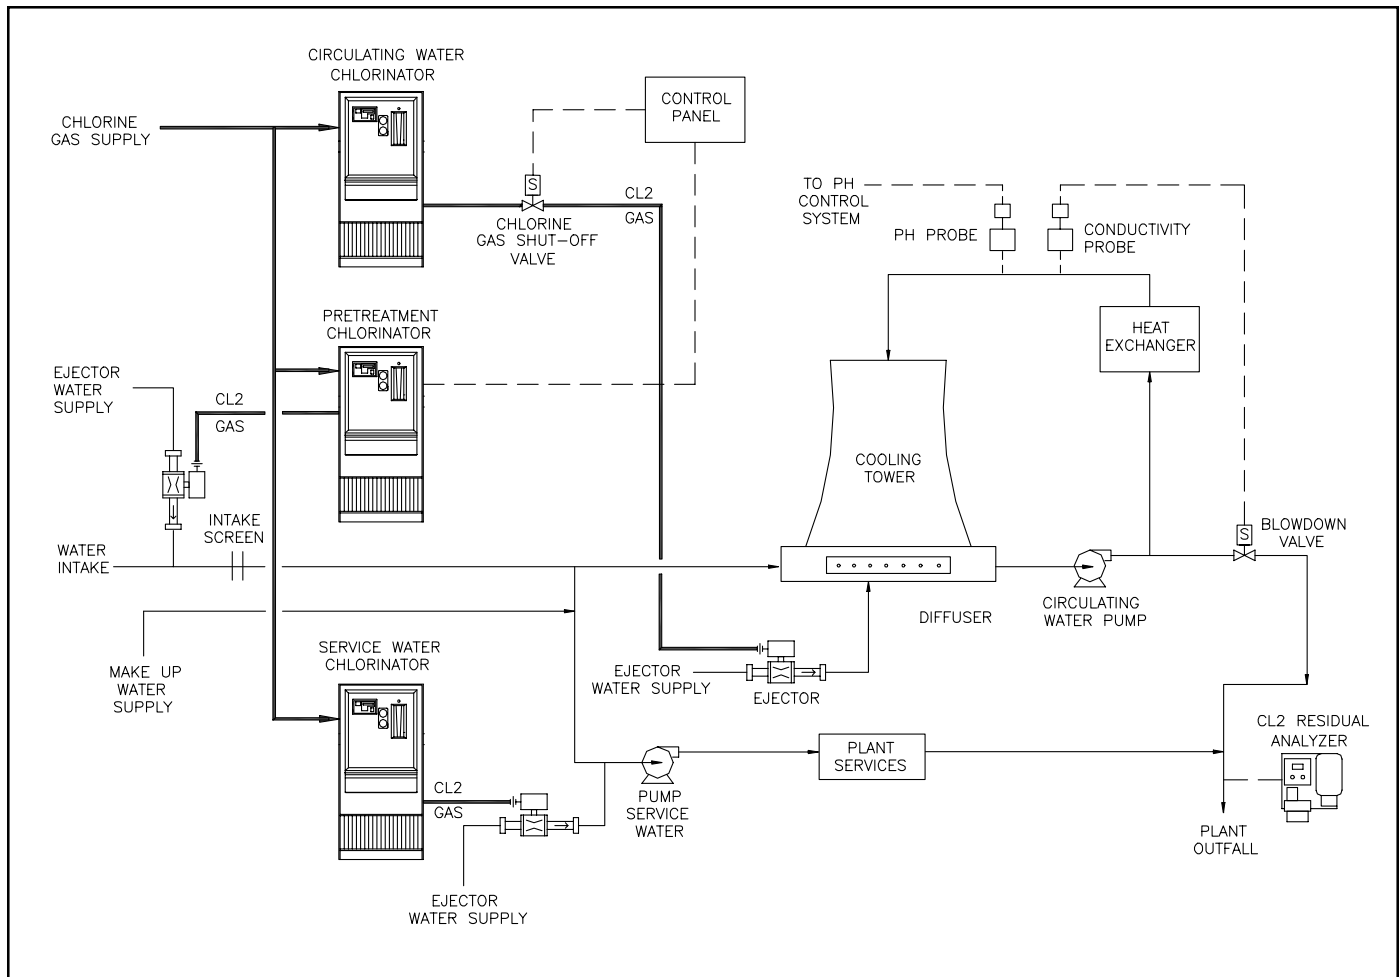 CIRCULATING WATER
CHLORINATOR
CHLORINE
GAS SUPPLY
CONTROL
PANEL
S
CL2
GAS
CHLORINE
GAS SHUT-OFF
VALVE
TO PH
CONTROL
SYSTEM
PH PROBE
CONDUCTIVITY
PROBE
PRETREATMENT
CHLORINATOR
HEAT
EXCHANGER
EJECTOR
WATER
SUPPLY
CL2
GAS
COOLING
TOWER
INTAKE
SCREEN
WATER
INTAKE
S
BLOWDOWN
VALVE
DIFFUSER
CIRCULATING
WATER PUMP
SERVICE WATER
CHLORINATOR
MAKE UP
WATER
SUPPLY
EJECTOR
WATER SUPPLY
EJECTOR
CL2 RESIDUAL
ANALYZER
PLANT
SERVICES
CL2
GAS
PUMP
SERVICE
WATER
PLANT
OUTFALL
EJECTOR
WATER SUPPLY